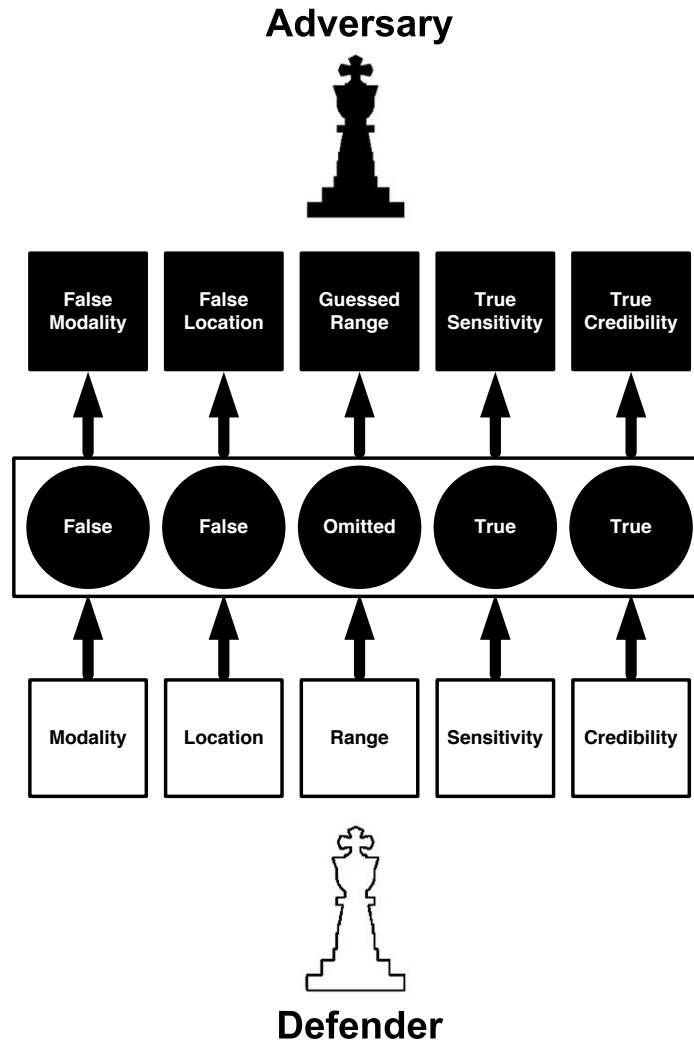 Adversary
False
Modality
False
Location
Guessed
Range
True
Sensitivity
True
Credibility
False
False
Omitted
True
True
Modality
Location
Range
Sensitivity
Credibility
Defender